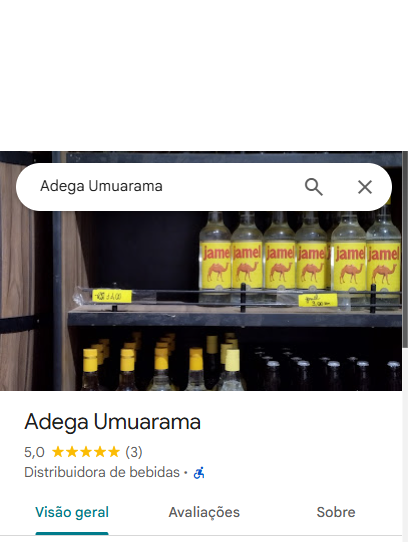 Adega Umuarama
jamel jamel jamel jamel jamel jamel
Adega Umuarama
5,0 (3)
Distribuidora de bebidas ·
Visão geral Avaliações Sobre